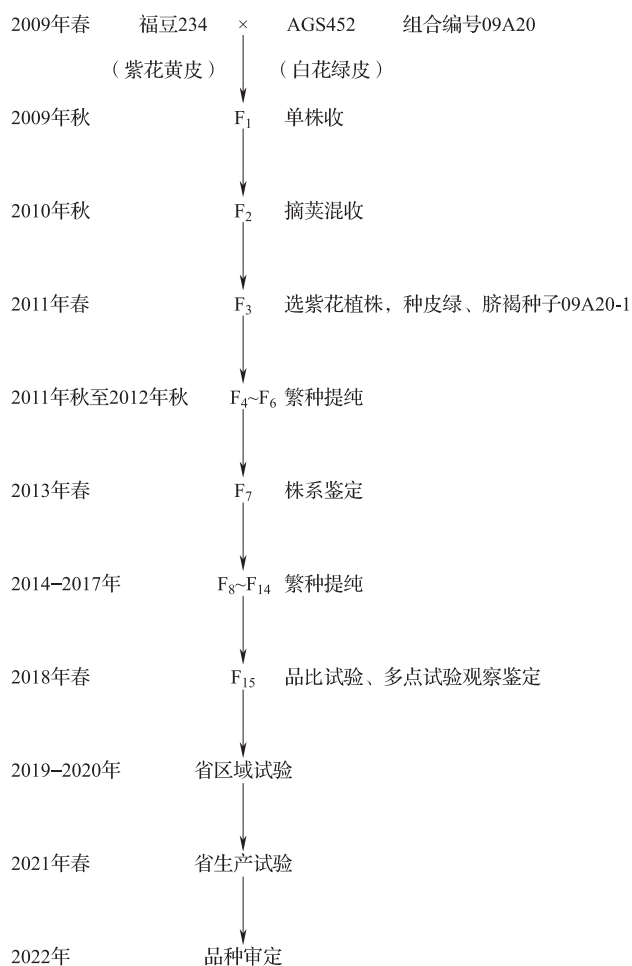 2009年春 福豆234 × AGS452 组合编号09A20
（紫花黄皮） （白花绿皮）
2009年秋 F1 单株收
2010年秋 F2 摘荚混收
2011年春 F3 选紫花植株，种皮绿、脐褐种子09A20-1
2011年秋至2012年秋 F4~F6 繁种提纯
2013年春 F7 株系鉴定
2014–2017年 F8~F14 繁种提纯
2018年春 F15 品比试验、多点试验观察鉴定
2019–2020年 省区域试验
2021年春 省生产试验
2022年 品种审定